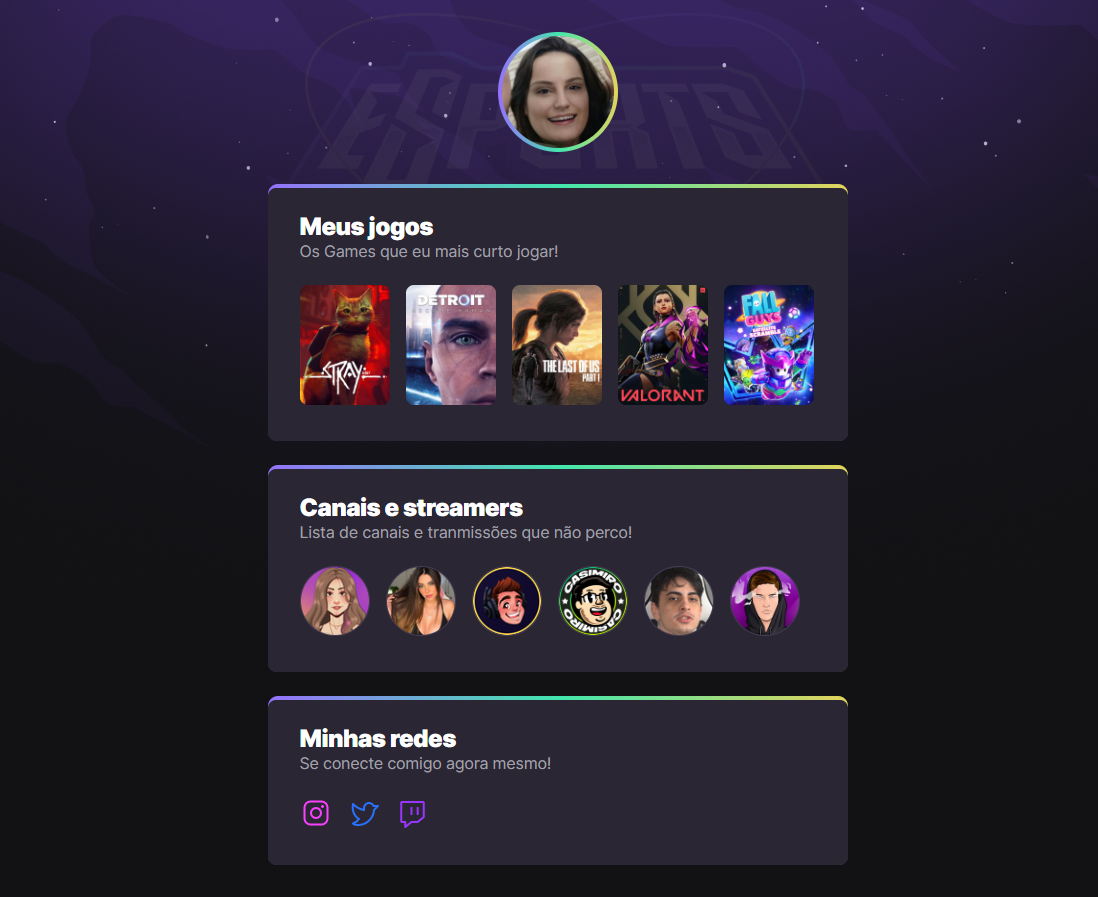 ESPORTS
Meus jogos
Os Games que eu mais curto jogar!
STRAY
DETROIT
THE LAST OF US
PART I
VALORANT
FALL
GUYS
SATELLITE
SCRAMBLE
Canais e streamers
Lista de canais e tranmissões que não perco!
CASIMIRO
CASIMIRO
Minhas redes
Se conecte comigo agora mesmo!